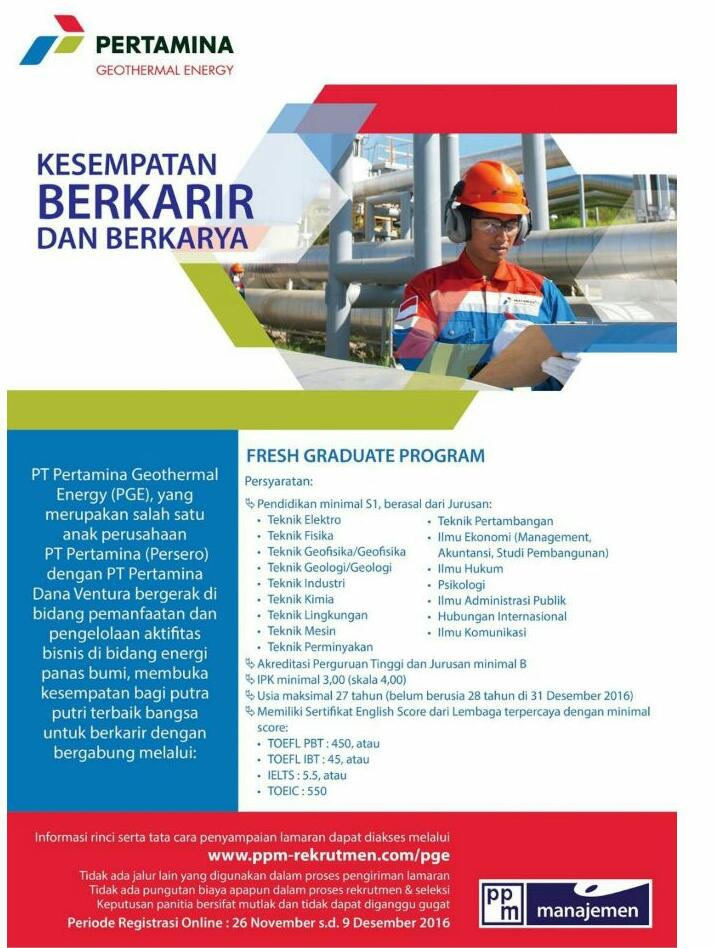 PERTAMINA
GEOTHERMAL ENERGY
KESEMPATAN
BERKARIR
DAN BERKARYA
PT Pertamina Geothermal
Energy (PGE), yang
merupakan salah satu
anak perusahaan
PT Pertamina (Persero)
dengan PT Pertamina
Dana Ventura bergerak di
bidang pemanfaatan dan
pengelolaan aktifitas
bisnis di bidang energi
panas bumi, membuka
kesempatan bagi putra
putri terbaik bangsa
untuk berkarir dengan
bergabung melalui:
FRESH GRADUATE PROGRAM
Persyaratan:
Pendidikan minimal S1, berasal dari Jurusan:
• Teknik Elektro
• Teknik Fisika
• Teknik Geofisika/Geofisika
• Teknik Geologi/Geologi
• Teknik Industri
• Teknik Kimia
• Teknik Lingkungan
• Teknik Mesin
• Teknik Perminyakan
• Teknik Pertambangan
• Ilmu Ekonomi (Management,
Akuntansi, Studi Pembangunan)
• Ilmu Hukum
• Psikologi
• Ilmu Administrasi Publik
• Hubungan Internasional
• Ilmu Komunikasi
Akreditasi Perguruan Tinggi dan Jurusan minimal B
IPK minimal 3,00 (skala 4,00)
Usia maksimal 27 tahun (belum berusia 28 tahun di 31 Desember 2016)
Memiliki Sertifikat English Score dari Lembaga terpercaya dengan minimal
score:
• TOEFL PBT : 450, atau
• TOEFL IBT : 45, atau
• IELTS : 5.5, atau
• TOEIC : 550
Informasi rinci serta tata cara penyampaian lamaran dapat diakses melalui
www.ppm-rekrutmen.com/pge
Tidak ada jalur lain yang digunakan dalam proses pengiriman lamaran
Tidak ada pungutan biaya apapun dalam proses rekrutmen & seleksi
Keputusan panitia bersifat mutlak dan tidak dapat diganggu gugat
Periode Registrasi Online : 26 November s.d. 9 Desember 2016
ppm manajemen